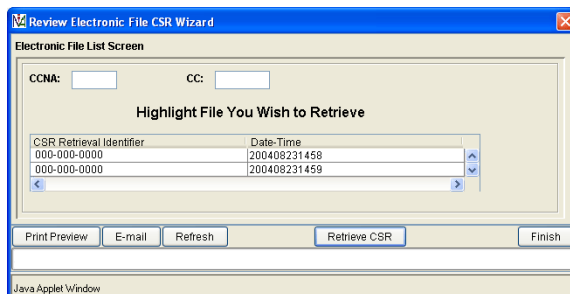 Review Electronic File CSR Wizard
Electronic File List Screen
CCNA: CC:
Highlight File You Wish to Retrieve
CSR Retrieval Identifier Date-Time
000-000-0000 200408231458
000-000-0000 200408231459
Print Preview E-mail Refresh Retrieve CSR Finish
Java Applet Window